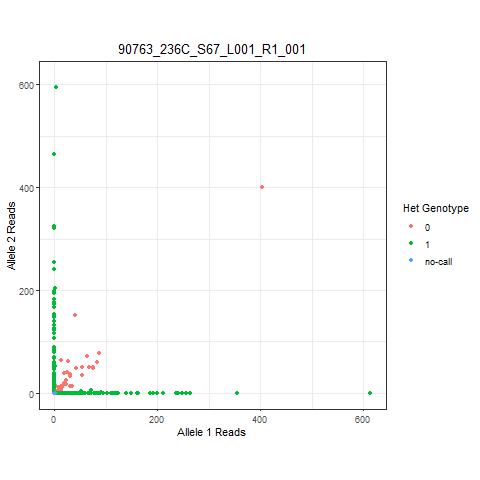 90763_236C_S67_L001_R1_001
600
400
200
0
Allele 2 Reads
0
200
400
600
Allele 1 Reads
Het Genotype
0
1
no-call